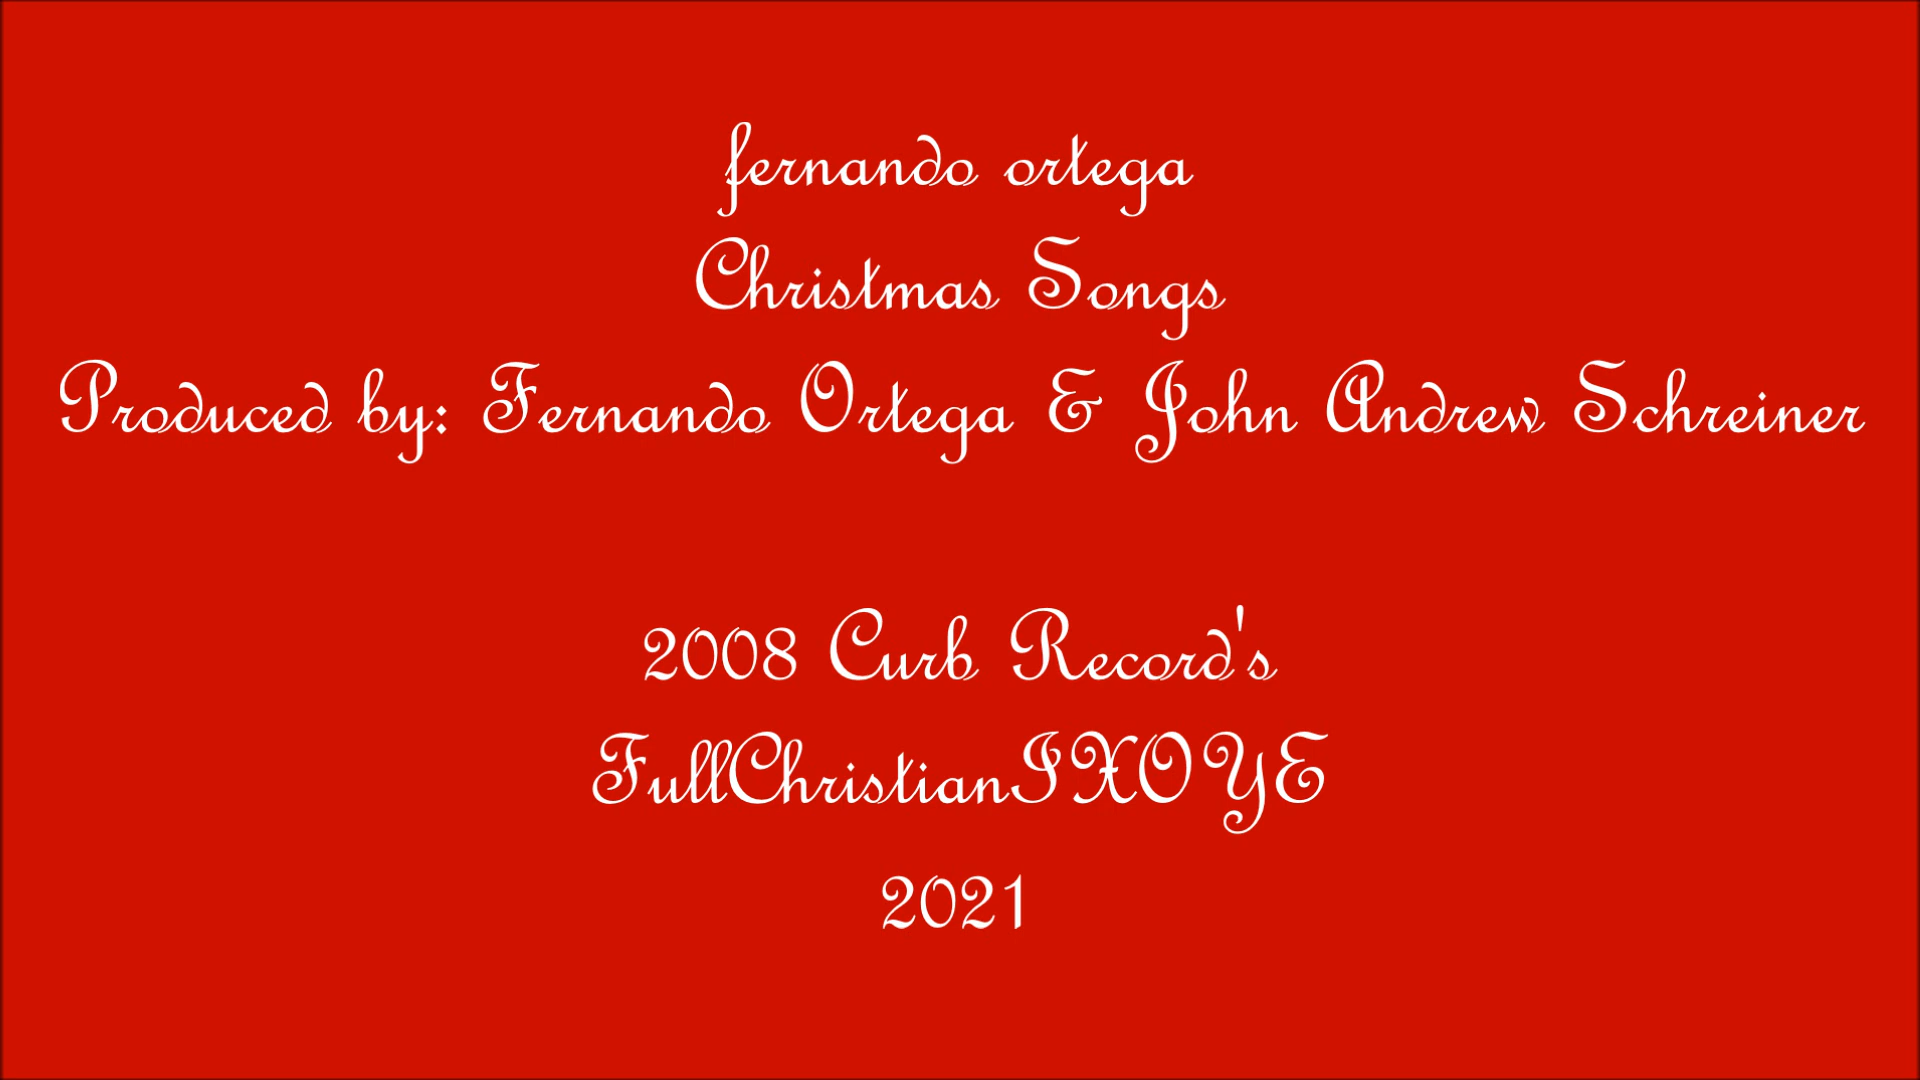 fernando ortega
Christmas Songs
Produced by: Fernando Ortega & John Andrew Schreiner
2008 Curb Record's
FullChristianIXOYE
2021